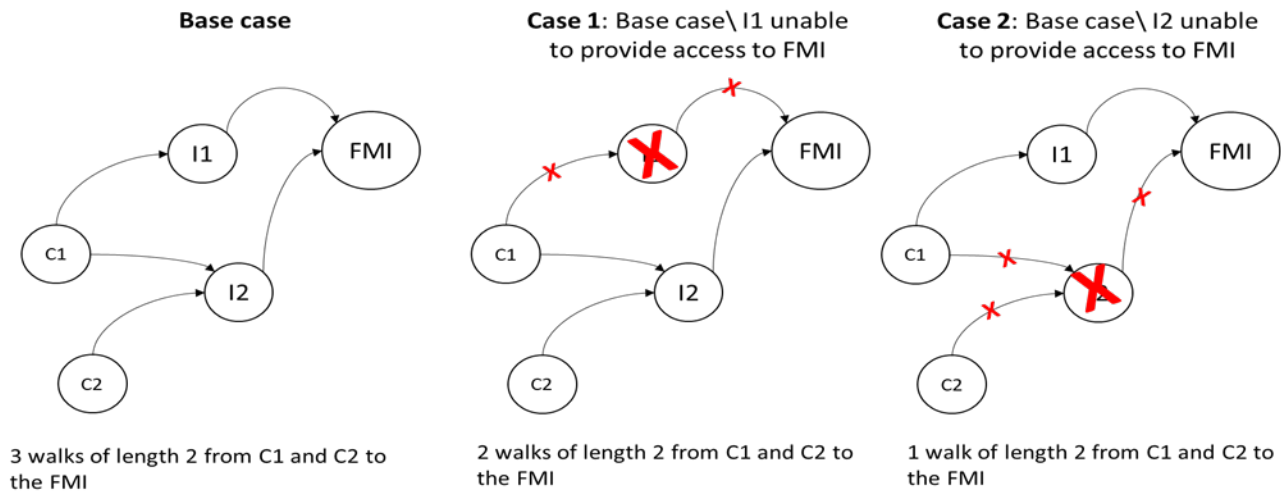 Base case
I1
FMI
C1
I2
C2
3 walks of length 2 from C1 and C2 to
the FMI
Case 1: Base case\ I1 unable
to provide access to FMI
FMI
C1
I2
C2
2 walks of length 2 from C1 and C2 to
the FMI
Case 2: Base case\ I2 unable
to provide access to FMI
I1
FMI
C1
C2
1 walk of length 2 from C1 and C2 to
the FMI